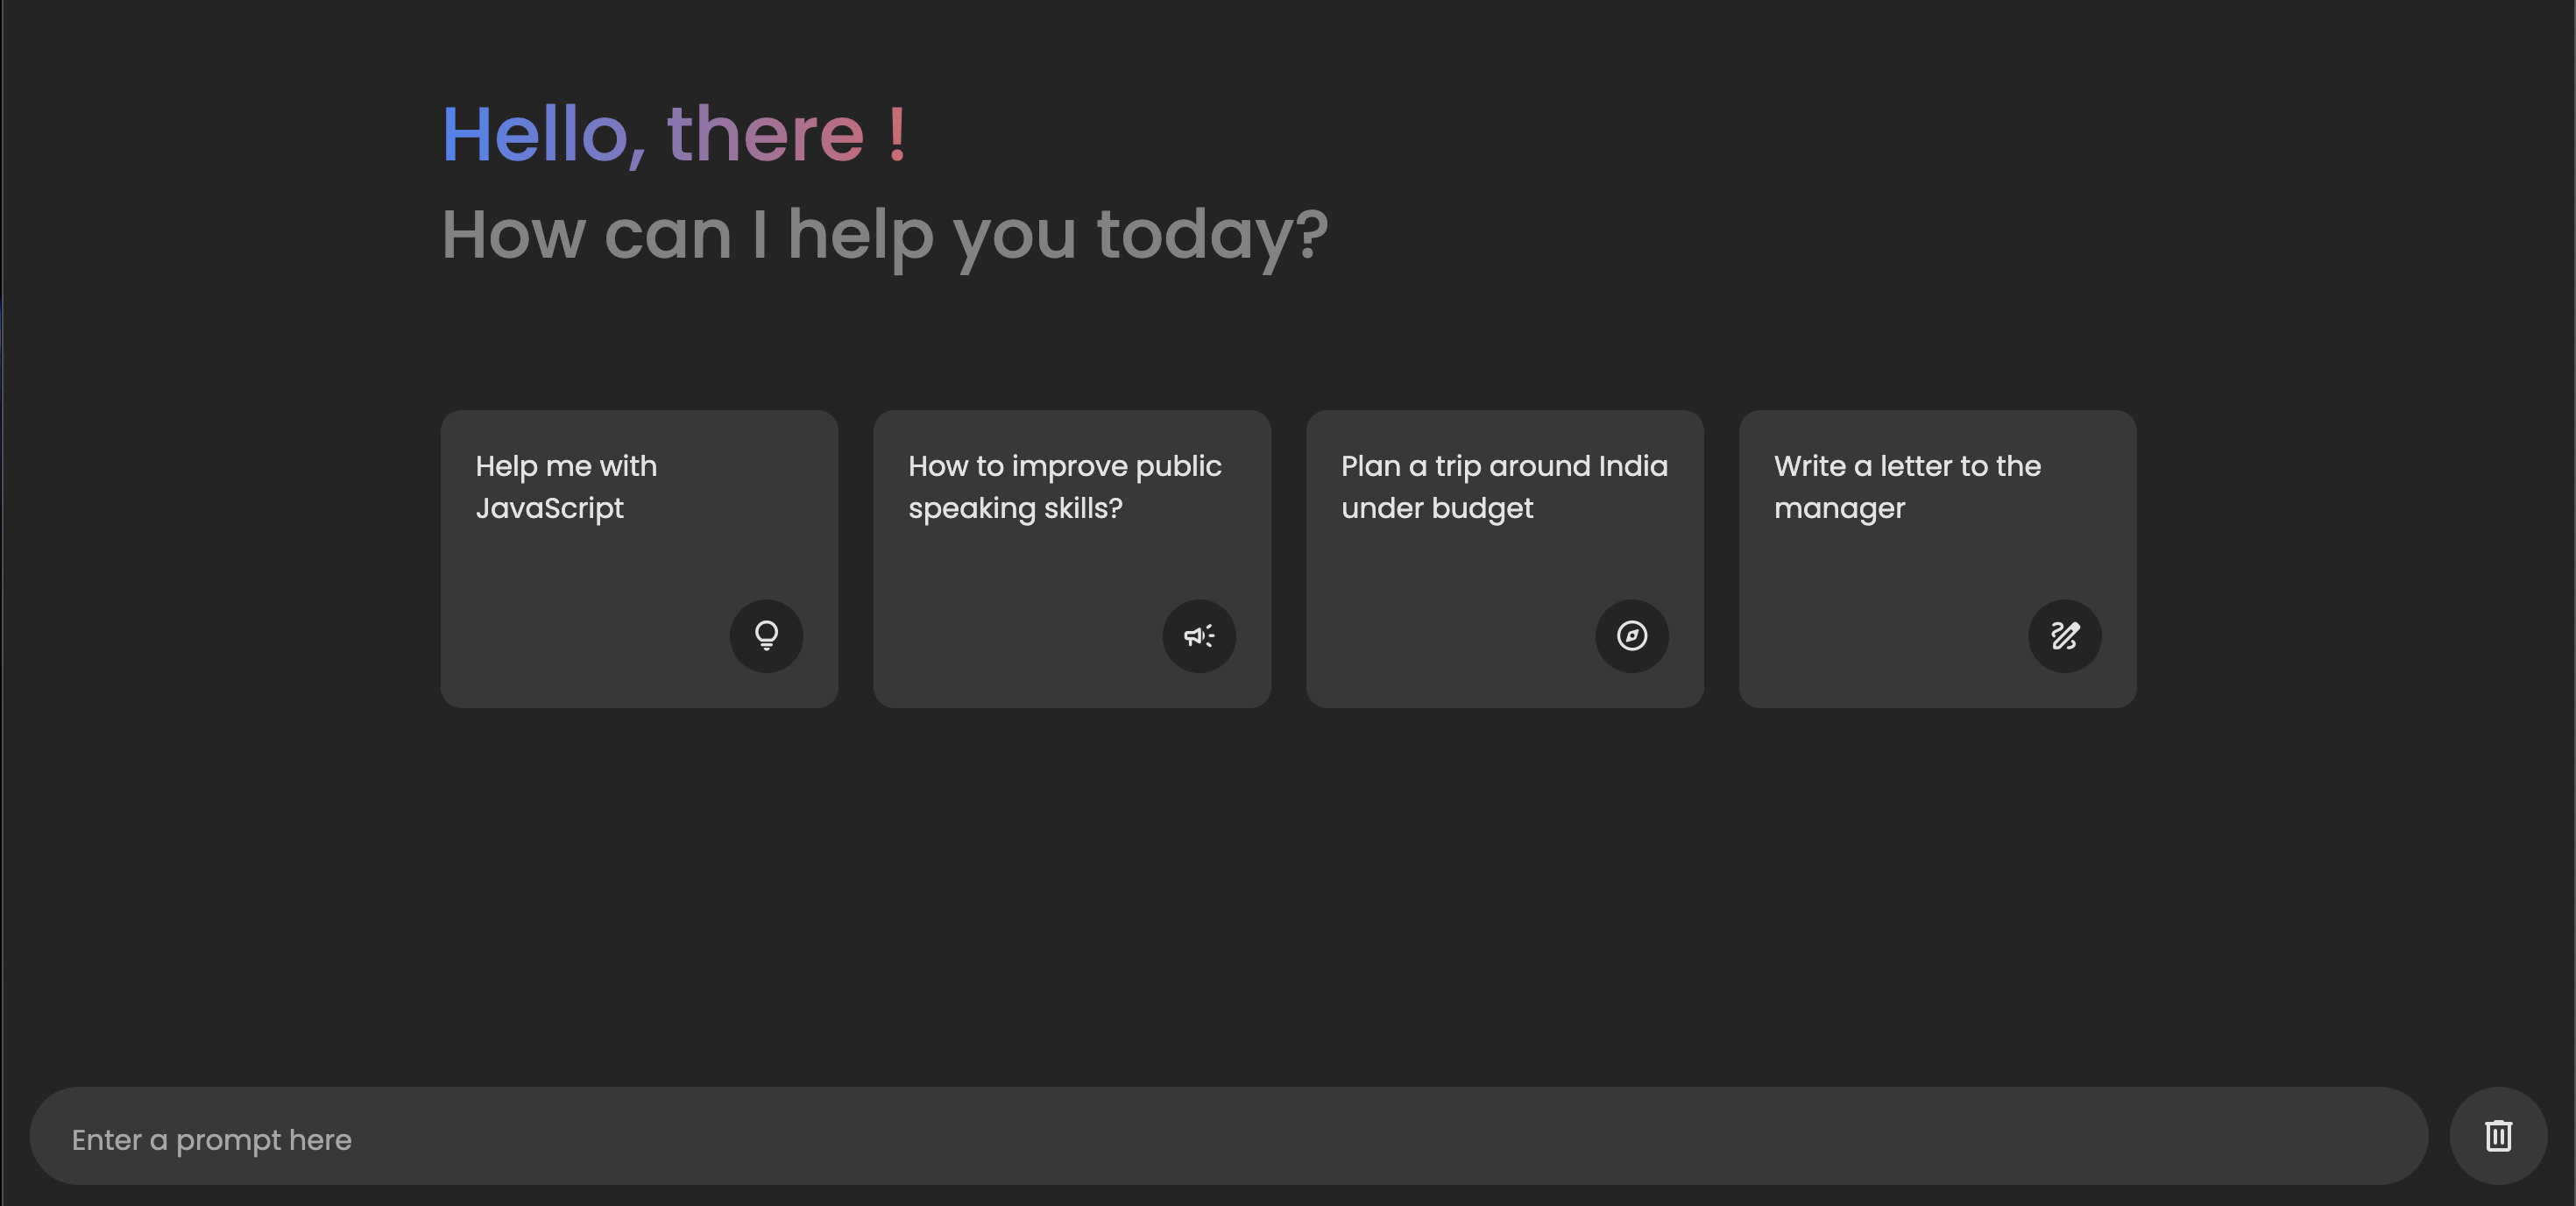 Hello, there !
How can I help you today?
Help me with
JavaScript
How to improve public
speaking skills?
Plan a trip around India
under budget
Write a letter to the
manager
Enter a prompt here